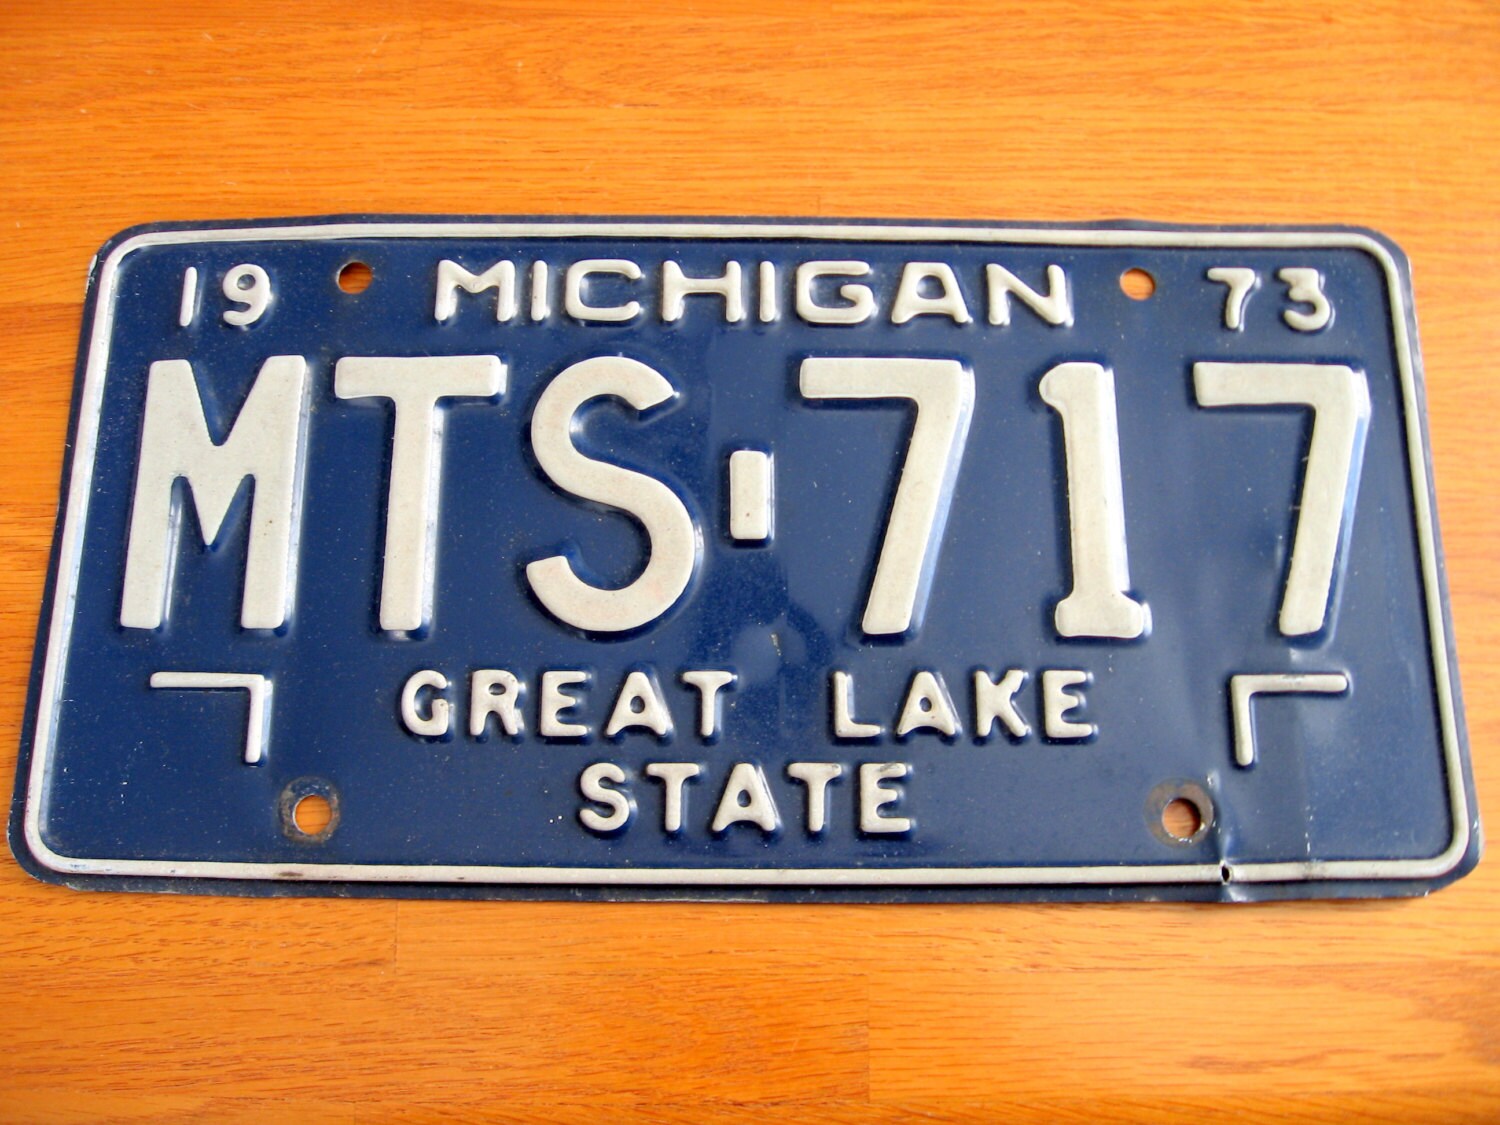 19 MICHIGAN 73
MTS-717
GREAT LAKE
STATE